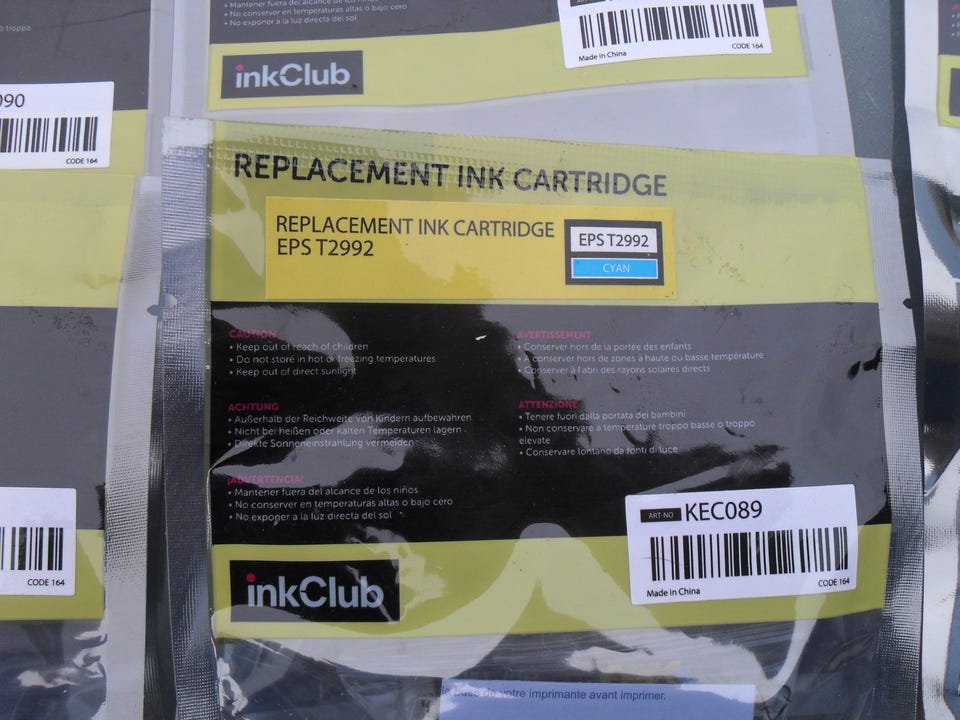 o troppo
• Mantener fuera del alcance de los niños
• No conserver en temperaturas altas o bajo cero
• No exponer a la luz directa del sol
Made in China
CODE 164
inkClub
090
CODE 164
REPLACEMENT INK CARTRIDGE
REPLACEMENT INK CARTRIDGE
EPS T2992
EPS T2992
CYAN
CAUTION
• Keep out of reach of children
• Do not store in hot or freezing temperatures
• Keep out of direct sunlight
AVERTISSEMENT
• Conserver hors de la portée des enfants
• A conserver hors de zones à haute ou basse température
• Conserver à l'abri des rayons solaires directs
ACHTUNG
• Außerhalb der Reichweite von Kindern aufbewahren
• Nicht bei heißen oder kalten Temperaturen lagern
• Direkte Sonneneinstrahlung vermeiden
ATTENZIONE
• Tenere fuori dalla portata dei bambini
• Non conservare a temperature troppo basse o troppo
elevate
• Conservare lontano da fonti di luce
¡ADVERTENCIA!
• Mantener fuera del alcance de los niños
• No conserver en temperaturas altas o bajo cero
• No exponer a la luz directa del sol
ART-NO KEC089
Made in China
CODE 164
CODE 164
inkClub
votre imprimante avant imprimer.